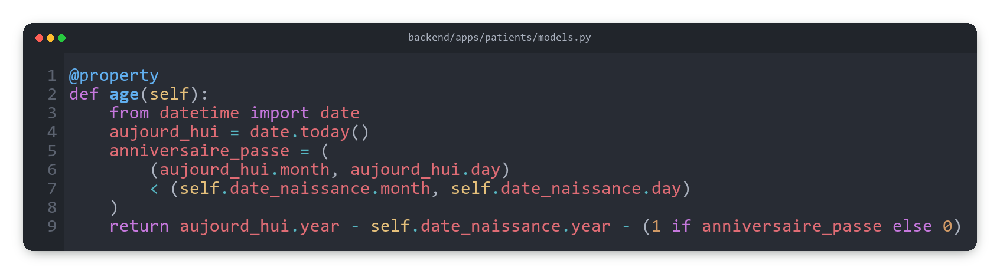 backend/apps/patients/models.py
1 @property
2 def age(self):
3     from datetime import date
4     aujourd_hui = date.today()
5     anniversaire_passe = (
6         (aujourd_hui.month, aujourd_hui.day)
7         < (self.date_naissance.month, self.date_naissance.day)
8     )
9     return aujourd_hui.year - self.date_naissance.year - (1 if anniversaire_passe else 0)